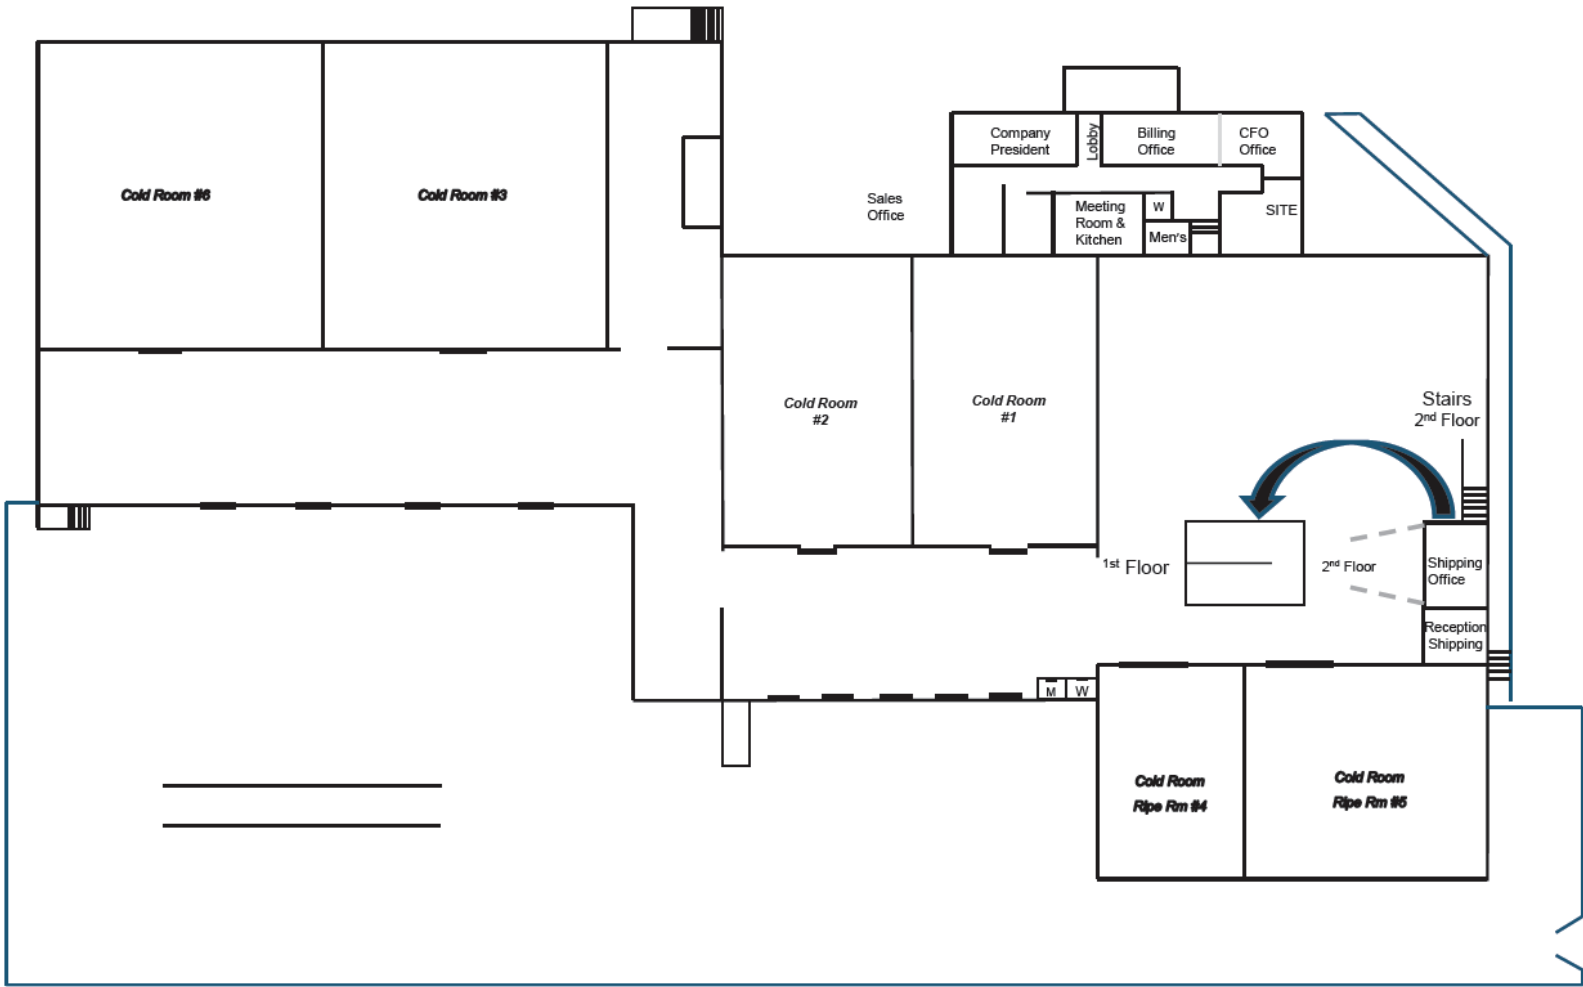 Company
President
Lobby
Billing
Office
CFO
Office
Cold Room #6
Cold Room #3
Sales
Office
Meeting
Room &
Kitchen
W
Men's
SITE
Cold Room
#2
Cold Room
#1
Stairs
2nd Floor
1st Floor
2nd Floor
Shipping
Office
Reception
Shipping
M
W
Cold Room
Ripe Rm #4
Cold Room
Ripe Rm #5